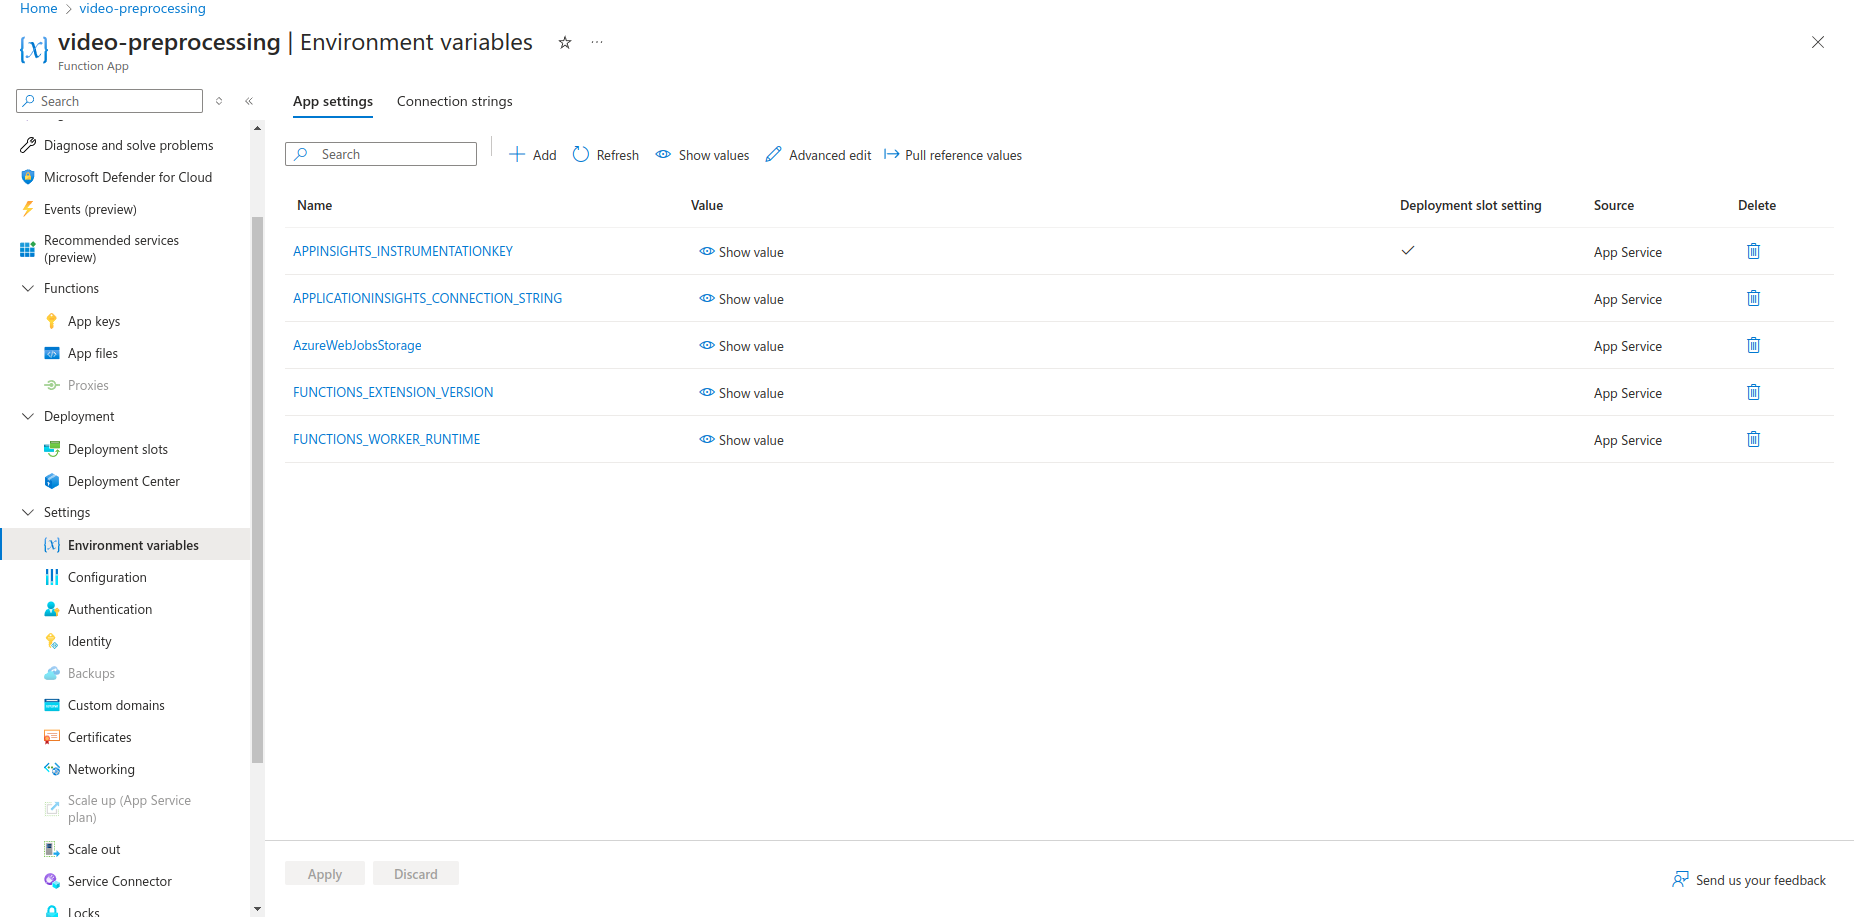 Home > video-preprocessing
video-preprocessing | Environment variables
Function App
Search
Diagnose and solve problems
Microsoft Defender for Cloud
Events (preview)
Recommended services
(preview)
Functions
App keys
App files
Proxies
Deployment
Deployment slots
Deployment Center
Settings
Environment variables
Configuration
Authentication
Identity
Backups
Custom domains
Certificates
Networking
Scale up (App Service
plan)
Scale out
Service Connector
Locks
App settings Connection strings
Search Add Refresh Show values Advanced edit Pull reference values
Name Value Deployment slot setting Source Delete
APPINSIGHTS_INSTRUMENTATIONKEY Show value App Service
APPLICATIONINSIGHTS_CONNECTION_STRING Show value App Service
AzureWebJobsStorage Show value App Service
FUNCTIONS_EXTENSION_VERSION Show value App Service
FUNCTIONS_WORKER_RUNTIME Show value App Service
Apply Discard
Send us your feedback